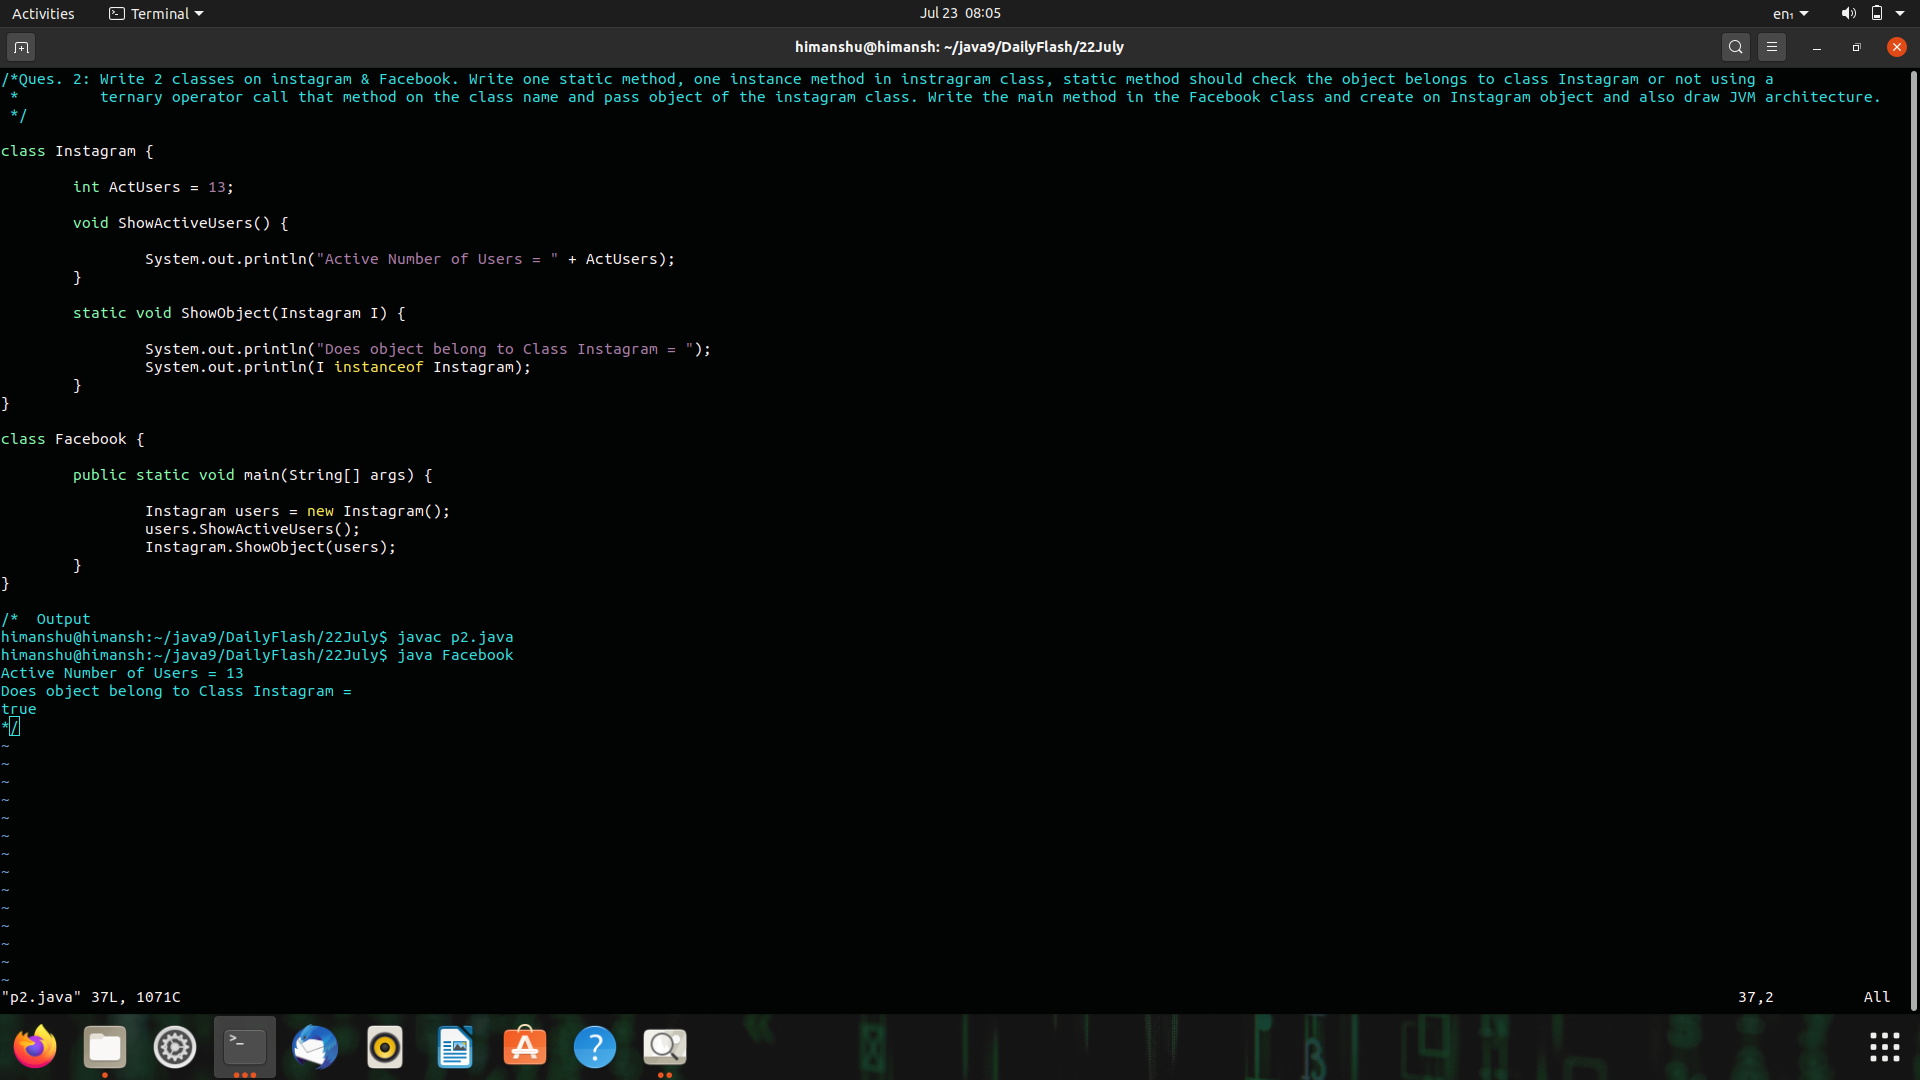 Activities Terminal Jul 23 08:05 en₁
himanshu@himansh: ~/java9/DailyFlash/22July
/*Ques. 2: Write 2 classes on instagram & Facebook. Write one static method, one instance method in instragram class, static method should check the object belongs to class Instagram or not using a
 *         ternary operator call that method on the class name and pass object of the instagram class. Write the main method in the Facebook class and create on Instagram object and also draw JVM architecture.
 */
class Instagram {
        int ActUsers = 13;
        void ShowActiveUsers() {
                System.out.println("Active Number of Users = " + ActUsers);
        }
        static void ShowObject(Instagram I) {
                System.out.println("Does object belong to Class Instagram = ");
                System.out.println(I instanceof Instagram);
        }
}
class Facebook {
        public static void main(String[] args) {
                Instagram users = new Instagram();
                users.ShowActiveUsers();
                Instagram.ShowObject(users);
        }
}
/*  Output
himanshu@himansh:~/java9/DailyFlash/22July$ javac p2.java
himanshu@himansh:~/java9/DailyFlash/22July$ java Facebook
Active Number of Users = 13
Does object belong to Class Instagram =
true
*/
~
~
~
~
~
~
~
~
~
~
~
~
~
~
"p2.java" 37L, 1071C 37,2 All